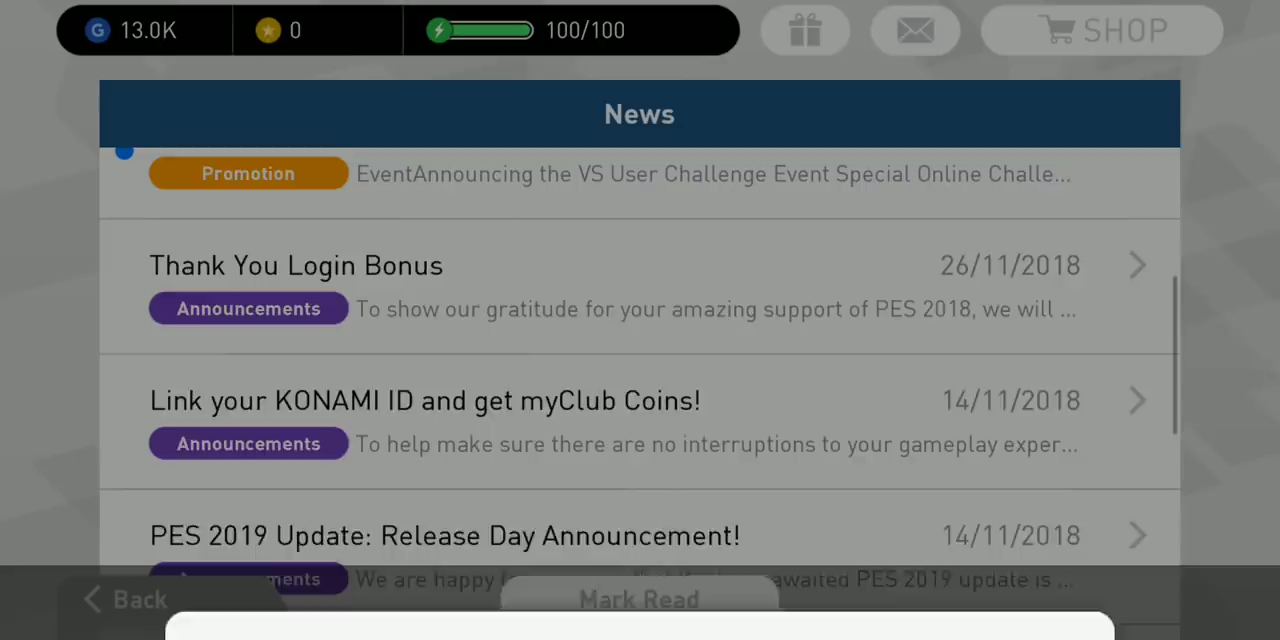 G 13.0K 0 100/100 SHOP
News
Promotion EventAnnouncing the VS User Challenge Event Special Online Challe...
Thank You Login Bonus 26/11/2018
Announcements To show our gratitude for your amazing support of PES 2018, we will ...
Link your KONAMI ID and get myClub Coins! 14/11/2018
Announcements To help make sure there are no interruptions to your gameplay exper...
PES 2019 Update: Release Day Announcement! 14/11/2018
We are happy awaited PES 2019 update is ...
Back Mark Read